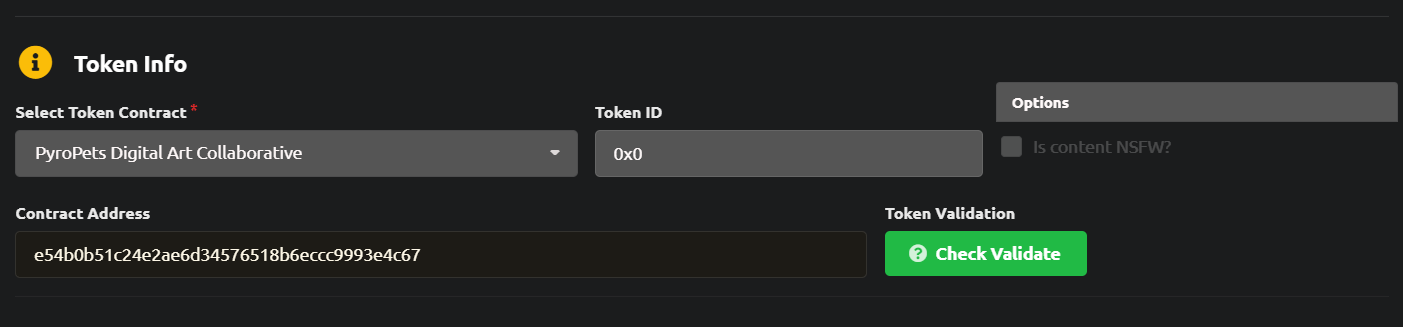 Token Info
Select Token Contract *
Token ID
Options
PyroPets Digital Art Collaborative
0x0
Is content NSFW?
Contract Address
Token Validation
e54b0b51c24e2ae6d34576518b6eccc9993e4c67
Check Validate